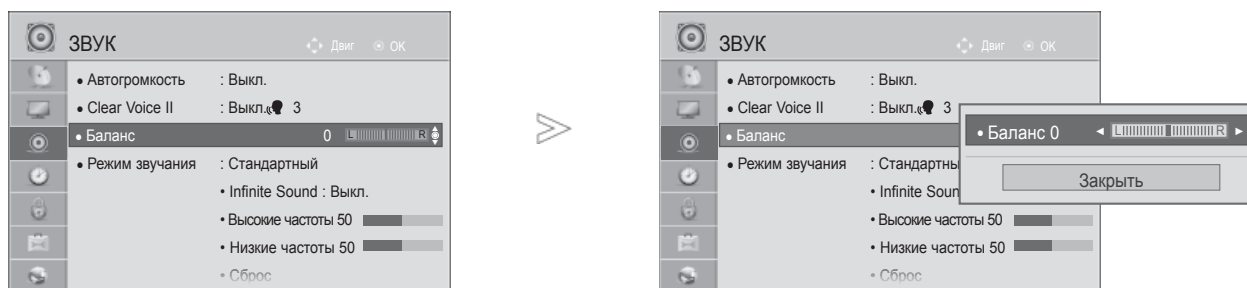 ЗВУК
Двиг ОК
• Автогромкость : Выкл.
• Clear Voice II : Выкл. 3
• Баланс 0 L R
• Режим звучания : Стандартный
• Infinite Sound : Выкл.
• Высокие частоты 50
• Низкие частоты 50
• Сброс
ЗВУК
Двиг ОК
• Автогромкость : Выкл.
• Clear Voice II : Выкл. 3
• Баланс
• Режим звучания : Стандартны
• Infinite Soun
• Высокие частоты 50
• Низкие частоты 50
• Сброс
• Баланс 0 L R
Закрыть